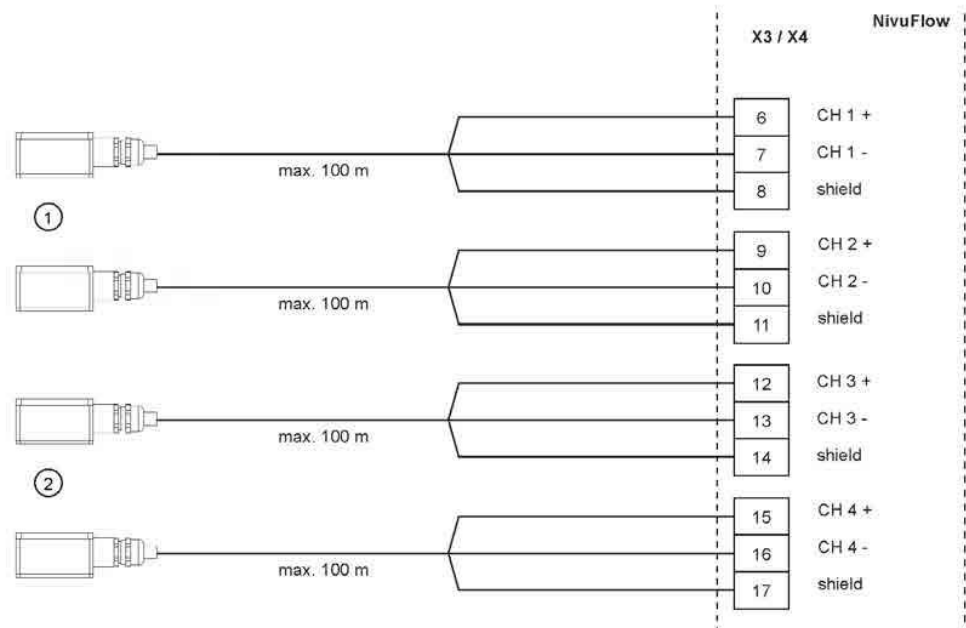 NivuFlow
X3 / X4
6 CH 1 +
max. 100 m 7 CH 1 -
8 shield
1
9 CH 2 +
max. 100 m 10 CH 2 -
11 shield
12 CH 3 +
max. 100 m 13 CH 3 -
14 shield
2
15 CH 4 +
max. 100 m 16 CH 4 -
17 shield